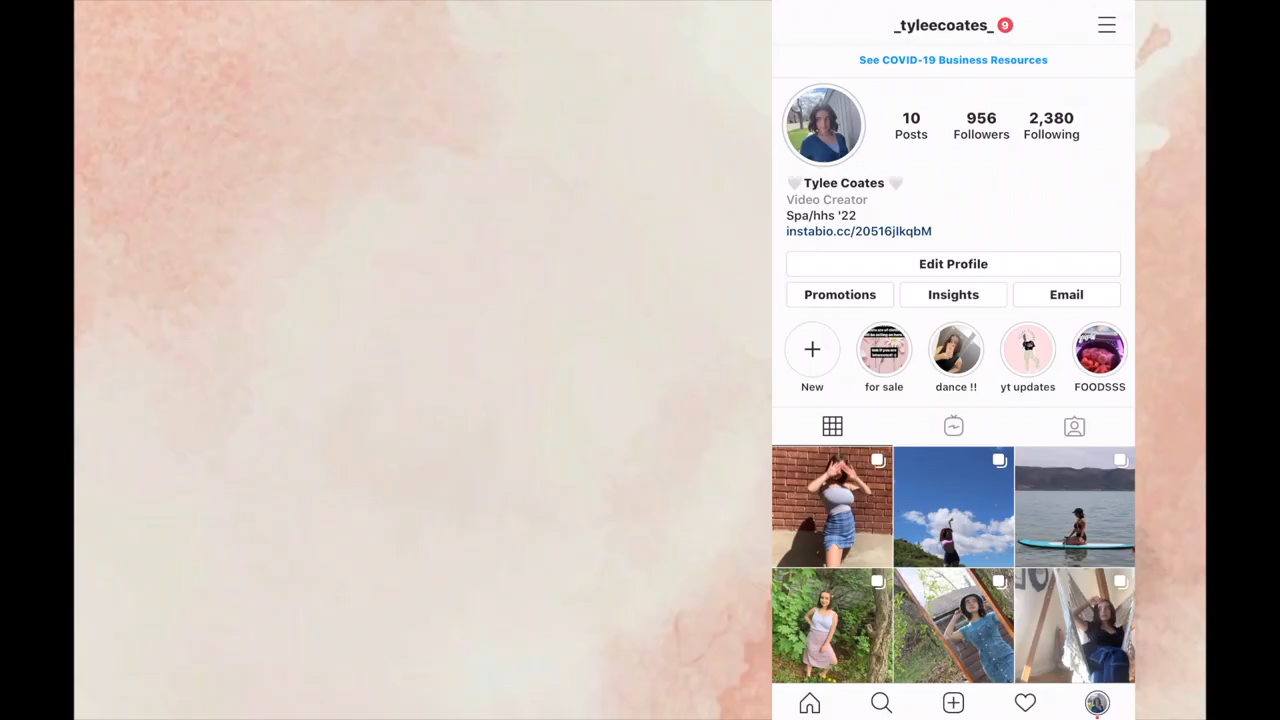 _tyleecoates_ 9
See COVID-19 Business Resources
10 956 2,380
Posts Followers Following
🤍Tylee Coates 🤍
Video Creator
Spa/hhs '22
instabio.cc/20516jlkqbM
Edit Profile
Promotions Insights Email
New for sale dance !! yt updates FOODSSS